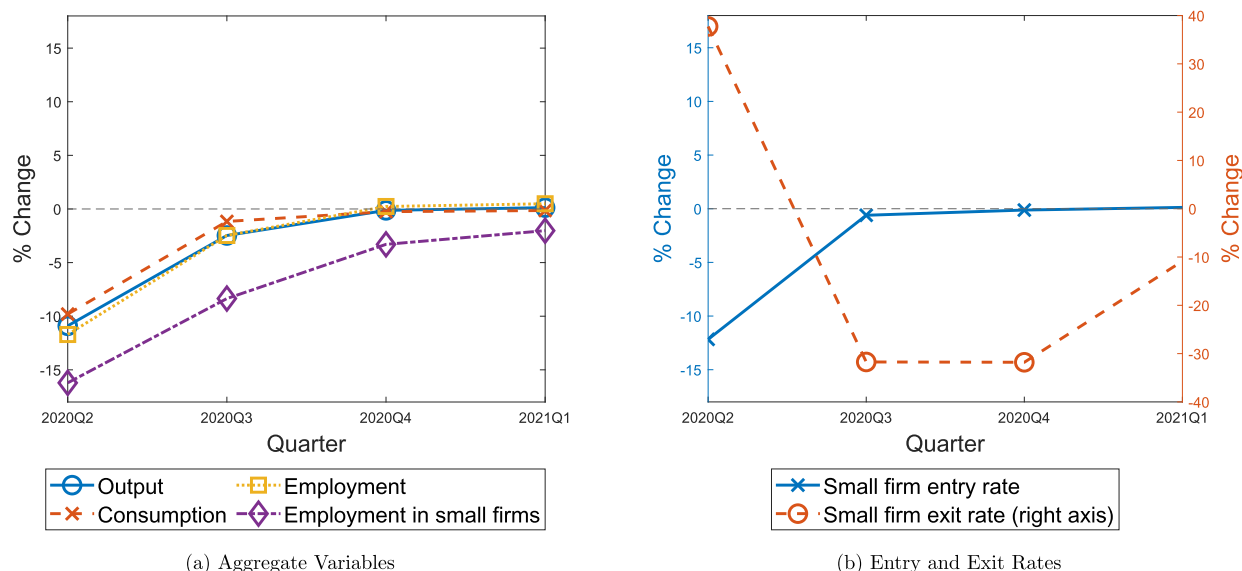 15
10
5
0
-5
-10
-15
% Change
2020Q2
2020Q3
2020Q4
2021Q1
Quarter
Output
Employment
Consumption
Employment in small firms
(a) Aggregate Variables
15
10
5
0
-5
-10
-15
% Change
40
30
20
10
0
-10
-20
-30
-40
% Change
2020Q2
2020Q3
2020Q4
2021Q1
Quarter
Small firm entry rate
Small firm exit rate (right axis)
(b) Entry and Exit Rates